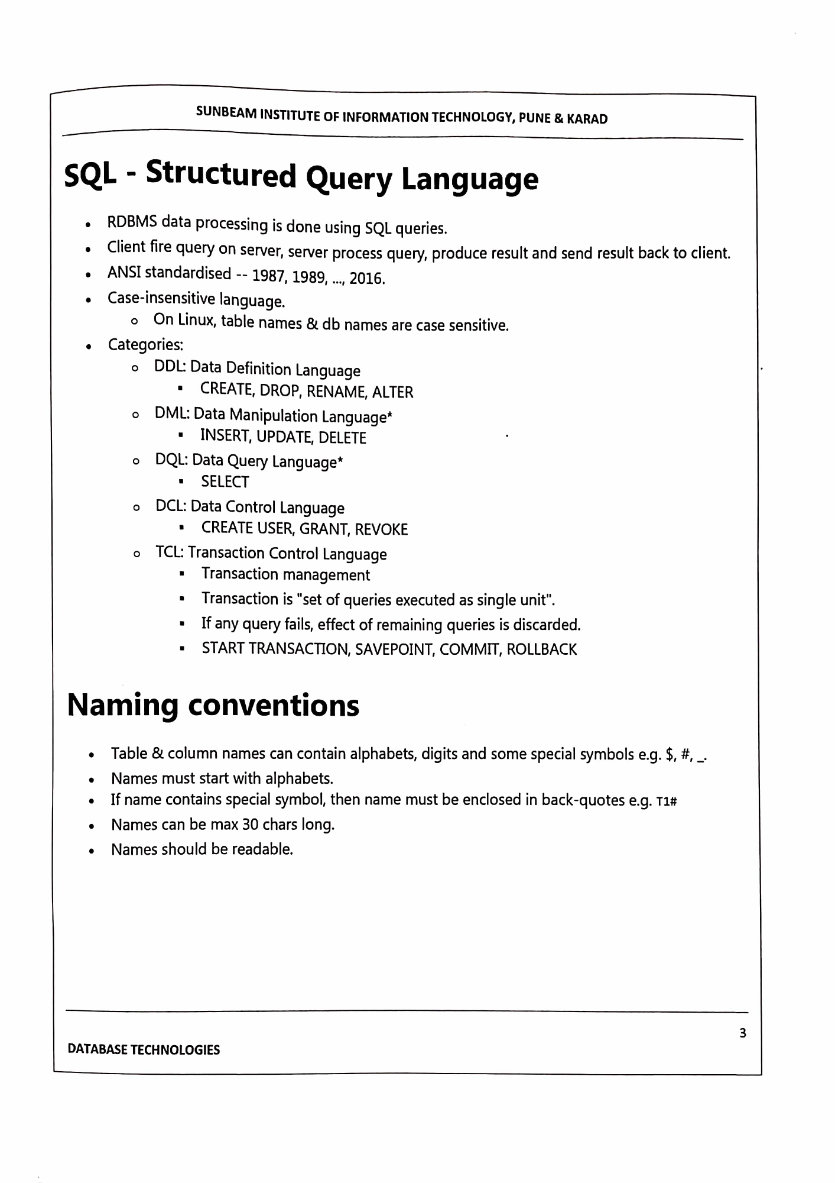 SUNBEAM INSTITUTE OF INFORMATION TECHNOLOGY, PUNE & KARAD
SQL - Structured Query Language
• RDBMS data processing is done using SQL queries.
• Client fire query on server, server process query, produce result and send result back to client.
• ANSI standardised -- 1987, 1989, ..., 2016.
• Case-insensitive language.
o On Linux, table names & db names are case sensitive.
• Categories:
o DDL: Data Definition Language
▪ CREATE, DROP, RENAME, ALTER
o DML: Data Manipulation Language*
▪ INSERT, UPDATE, DELETE
o DQL: Data Query Language*
▪ SELECT
o DCL: Data Control Language
▪ CREATE USER, GRANT, REVOKE
o TCL: Transaction Control Language
▪ Transaction management
▪ Transaction is "set of queries executed as single unit".
▪ If any query fails, effect of remaining queries is discarded.
▪ START TRANSACTION, SAVEPOINT, COMMIT, ROLLBACK
Naming conventions
• Table & column names can contain alphabets, digits and some special symbols e.g. $, #, _.
• Names must start with alphabets.
• If name contains special symbol, then name must be enclosed in back-quotes e.g. T1#
• Names can be max 30 chars long.
• Names should be readable.
3
DATABASE TECHNOLOGIES